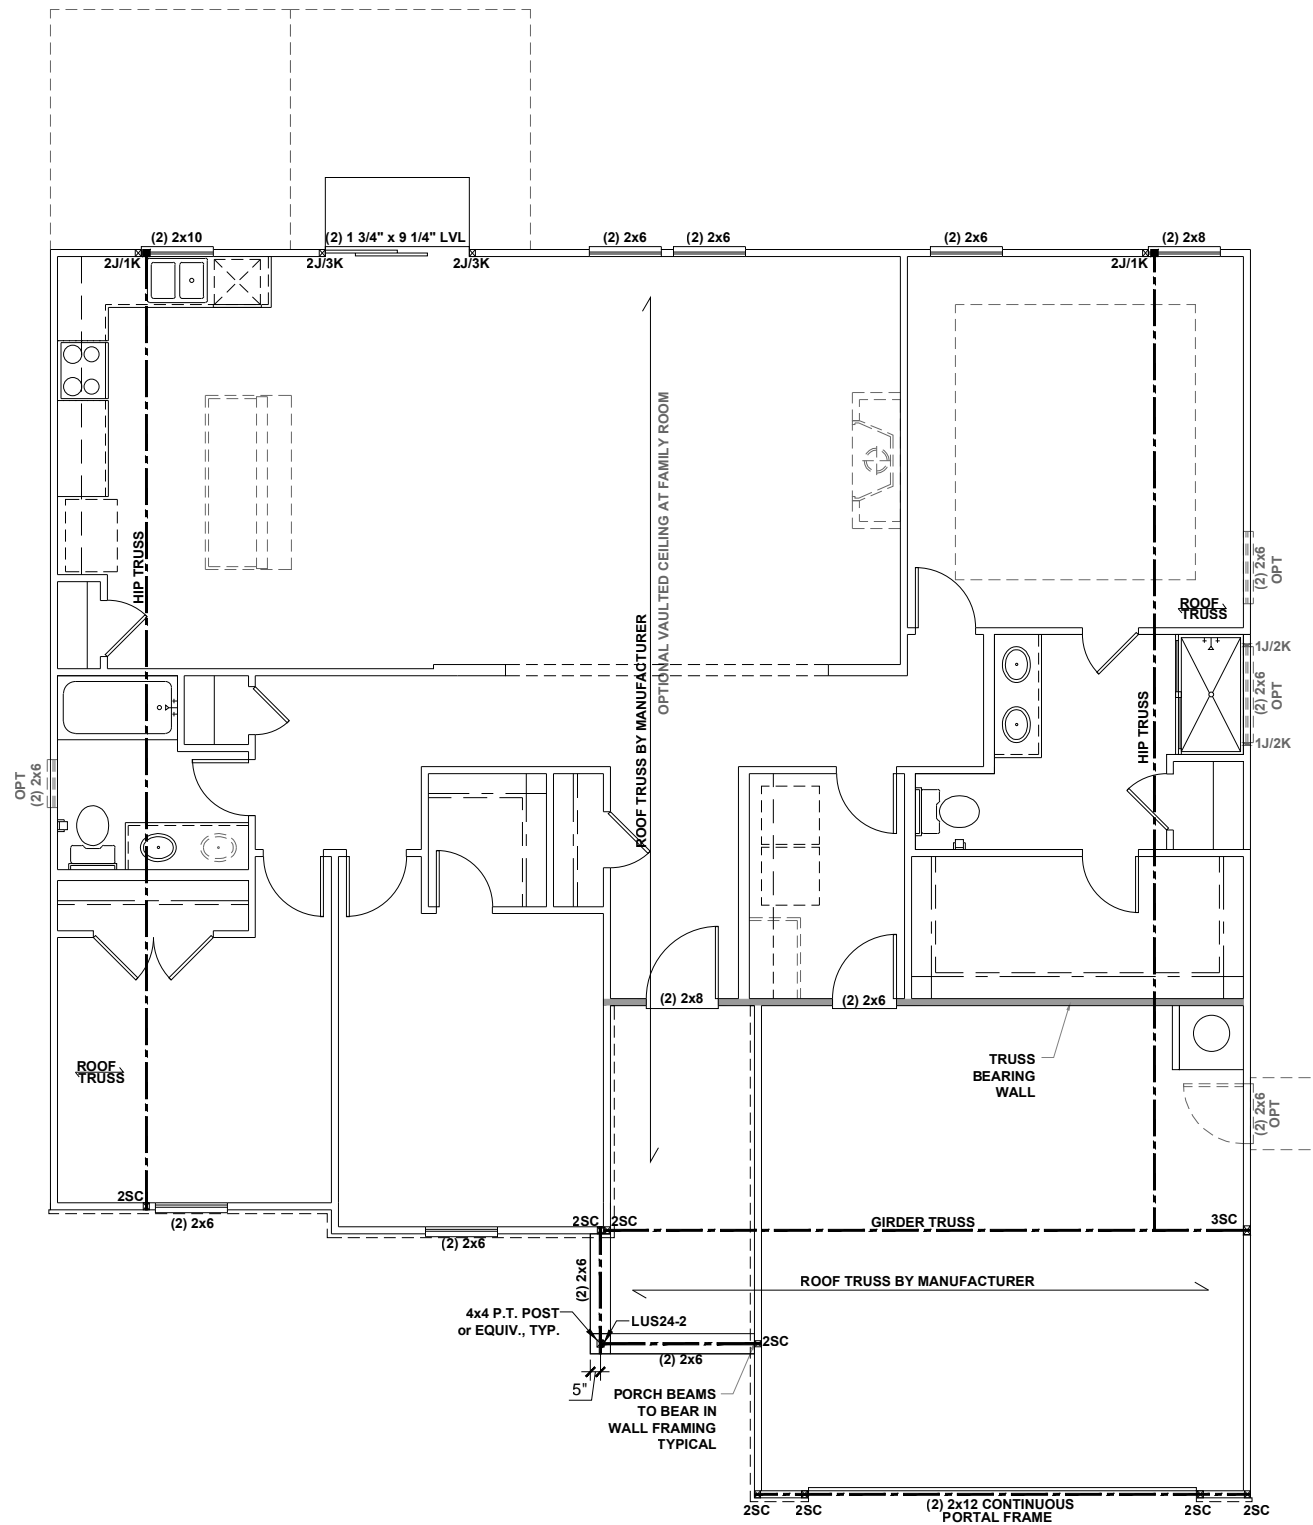 (2) 2x10
(2) 1 3/4" x 9 1/4" LVL
(2) 2x6
(2) 2x6
(2) 2x6
(2) 2x8
2J/1K
2J/3K
2J/3K
2J/1K
HIP TRUSS
OPTIONAL VAULTED CEILING AT FAMILY ROOM
ROOF TRUSS BY MANUFACTURER
(2) 2x6
OPT
ROOF
TRUSS
1J/2K
(2) 2x6
OPT
1J/2K
HIP TRUSS
OPT
(2) 2x6
(2) 2x8
(2) 2x6
ROOF
TRUSS
TRUSS
BEARING
WALL
(2) 2x6
OPT
2SC
(2) 2x6
2SC
2SC
GIRDER TRUSS
3SC
(2) 2x6
(2) 2x6
ROOF TRUSS BY MANUFACTURER
4x4 P.T. POST
or EQUIV., TYP.
LUS24-2
2SC
(2) 2x6
5"
PORCH BEAMS
TO BEAR IN
WALL FRAMING
TYPICAL
2SC
2SC
(2) 2x12 CONTINUOUS
PORTAL FRAME
2SC
2SC